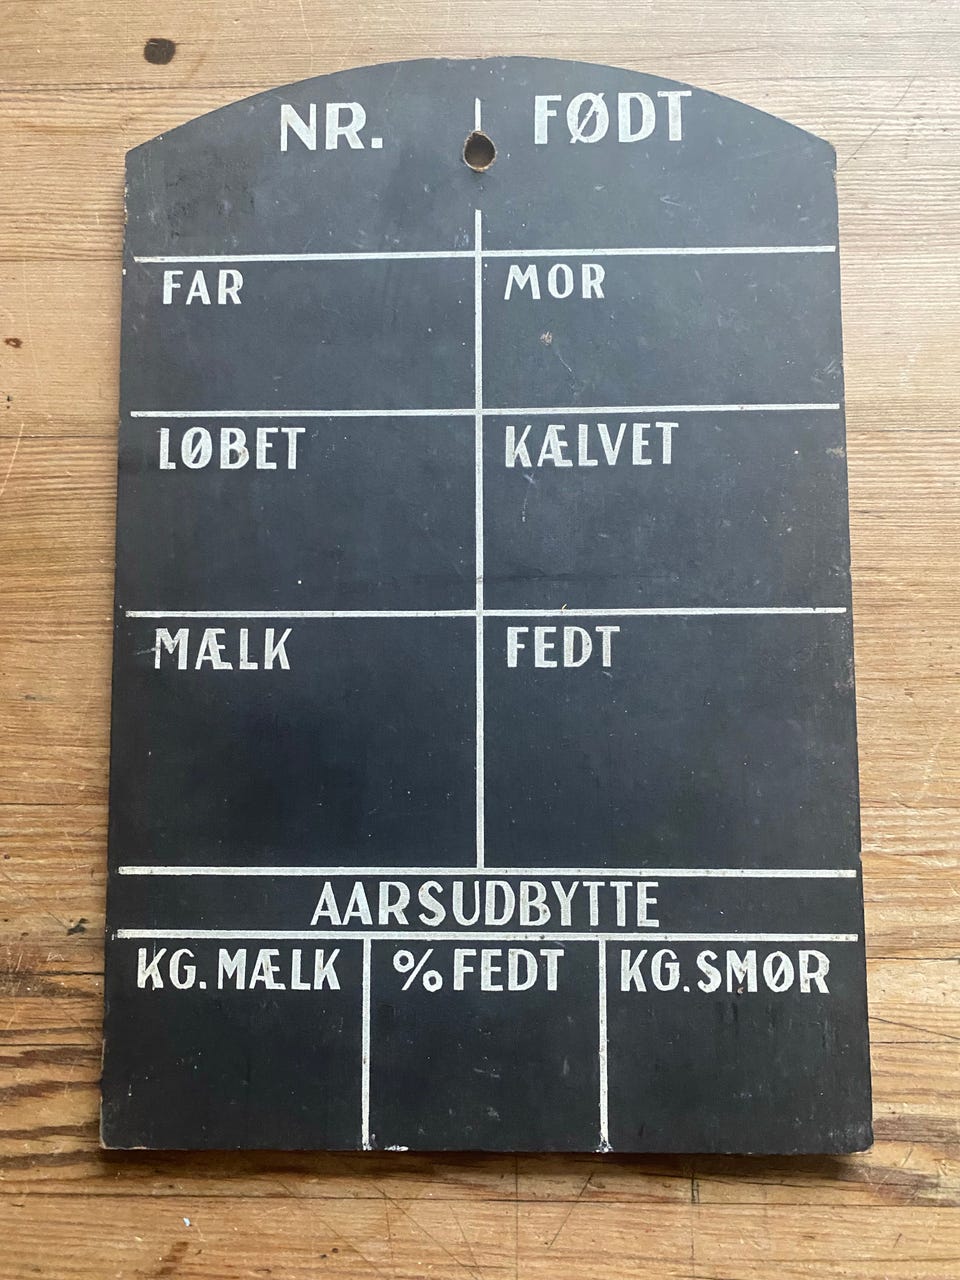 NR. FØDT
FAR MOR
LØBET KÆLVET
MÆLK FEDT
AARSUDBYTTE
KG. MÆLK % FEDT KG. SMØR